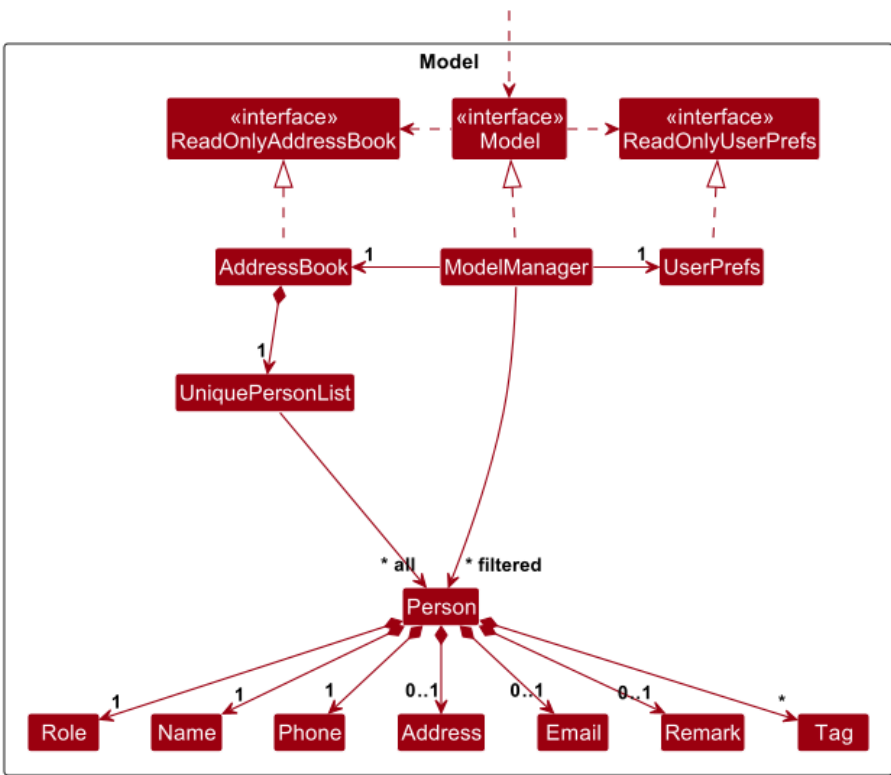 Model
«interface»
ReadOnlyAddressBook
«interface»
Model
«interface»
ReadOnlyUserPrefs
AddressBook
1
ModelManager
1
UserPrefs
1
UniquePersonList
* all
* filtered
Person
1
1
1
0..1
0..1
0..1
*
Role
Name
Phone
Address
Email
Remark
Tag